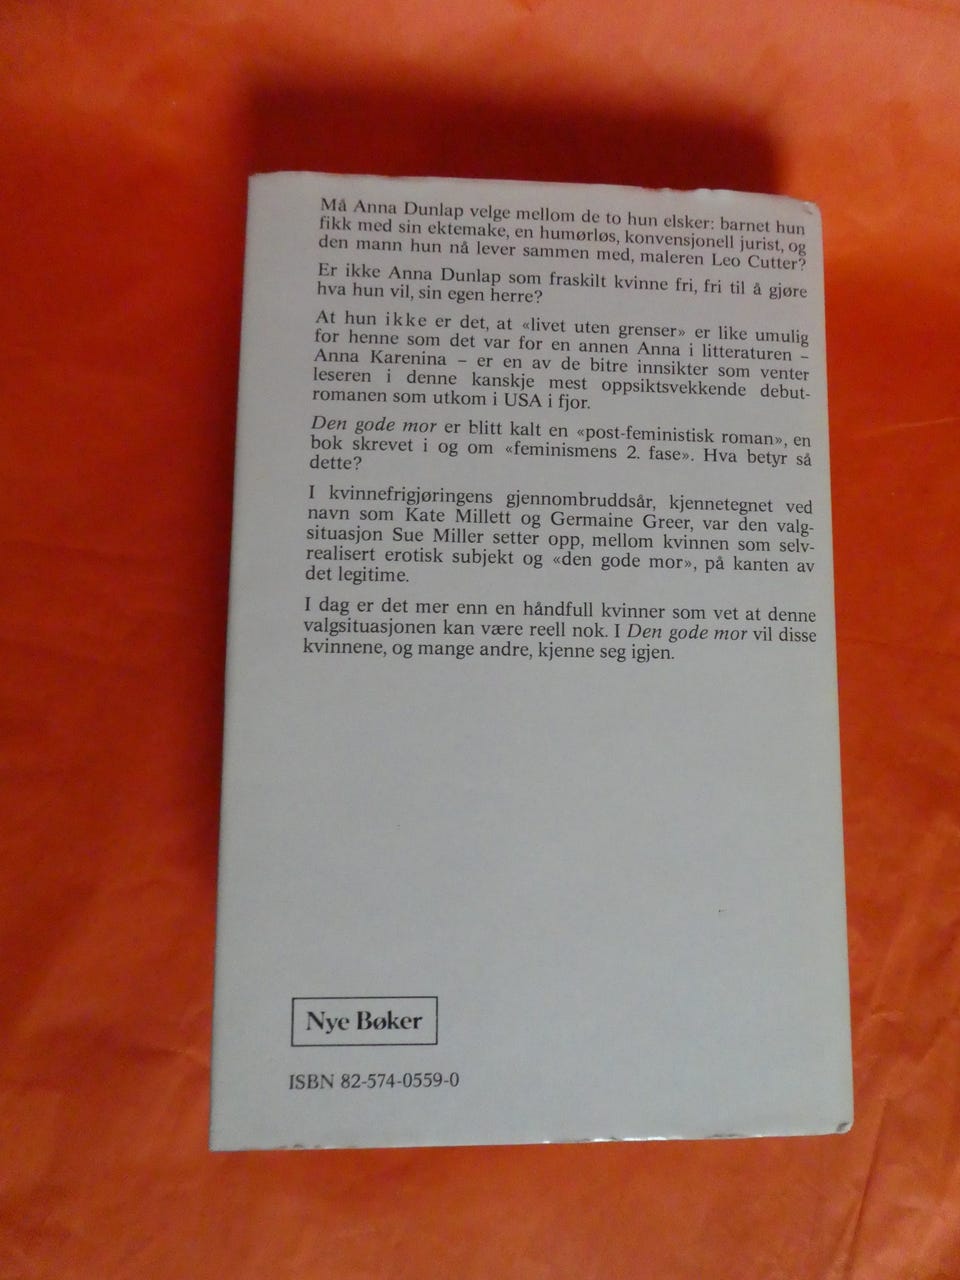 Må Anna Dunlap velge mellom de to hun elsker: barnet hun
fikk med sin ektemake, en humørløs, konvensjonell jurist, og
den mann hun nå lever sammen med, maleren Leo Cutter?
Er ikke Anna Dunlap som fraskilt kvinne fri, fri til å gjøre
hva hun vil, sin egen herre?
At hun ikke er det, at «livet uten grenser» er like umulig
for henne som det var for en annen Anna i litteraturen –
Anna Karenina – er en av de bitre innsikter som venter
leseren i denne kanskje mest oppsiktsvekkende debut-
romanen som utkom i USA i fjor.
Den gode mor er blitt kalt en «post-feministisk roman», en
bok skrevet i og om «feminismens 2. fase». Hva betyr så
dette?
I kvinnefrigjøringens gjennombruddsår, kjennetegnet ved
navn som Kate Millett og Germaine Greer, var den valg-
situasjon Sue Miller setter opp, mellom kvinnen som selv-
realisert erotisk subjekt og «den gode mor», på kanten av
det legitime.
I dag er det mer enn en håndfull kvinner som vet at denne
valgsituasjonen kan være reell nok. I Den gode mor vil disse
kvinnene, og mange andre, kjenne seg igjen.
Nye Bøker
ISBN 82-574-0559-0